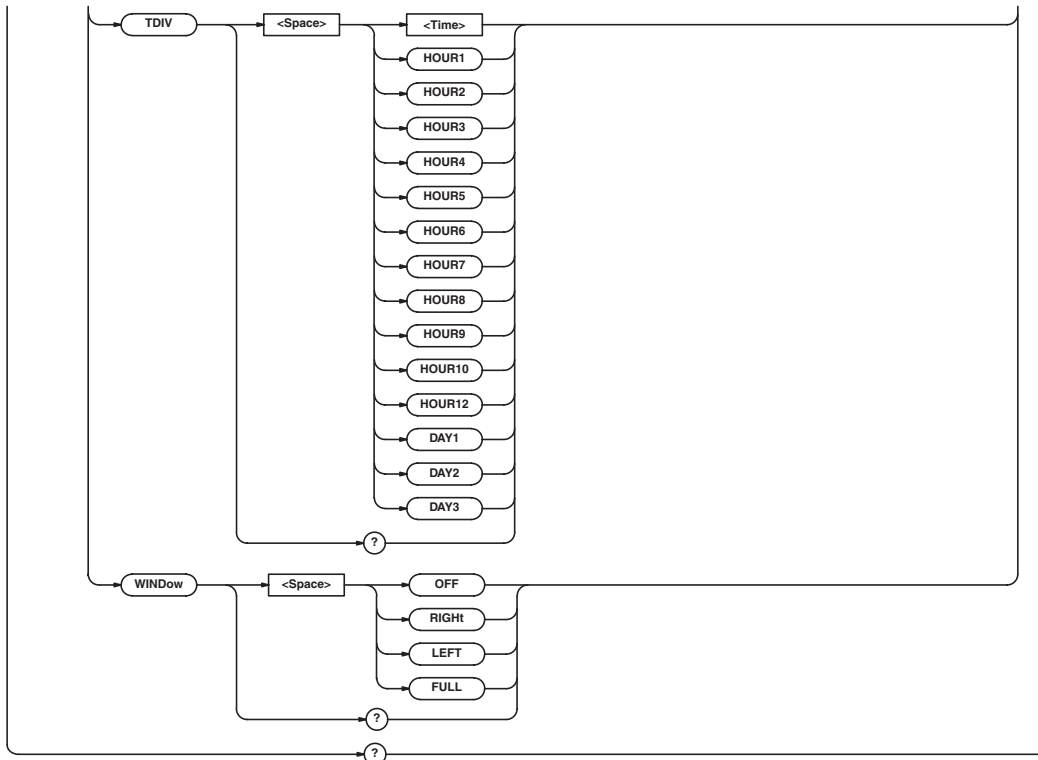 TDIV <Space> <Time>
HOUR1
HOUR2
HOUR3
HOUR4
HOUR5
HOUR6
HOUR7
HOUR8
HOUR9
HOUR10
HOUR12
DAY1
DAY2
DAY3
?
WINDow <Space> OFF
RIGHt
LEFT
FULL
?
?